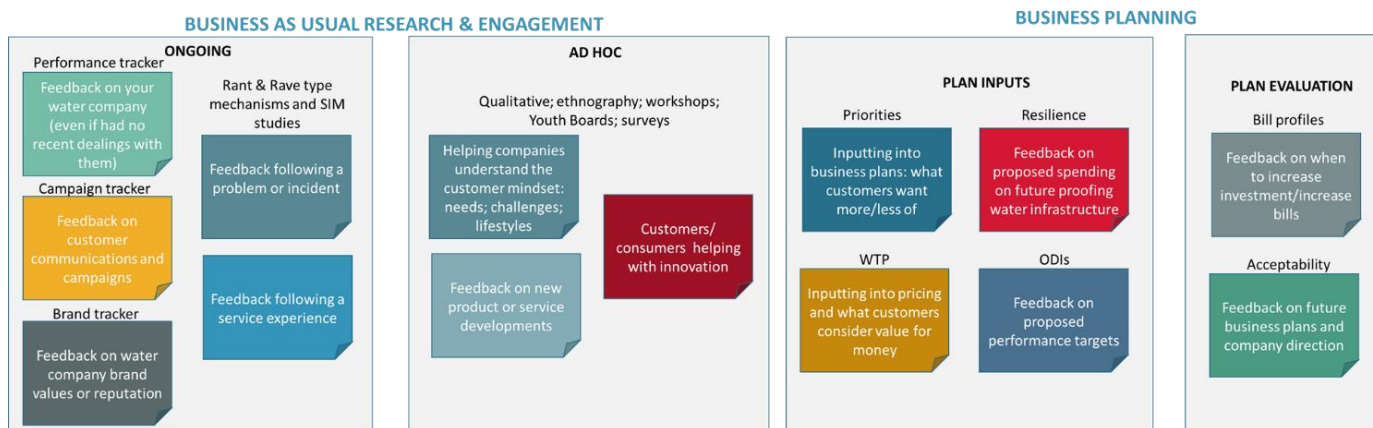 BUSINESS AS USUAL RESEARCH & ENGAGEMENT
ONGOING
Performance tracker
Feedback on your
water company
(even if had no
recent dealings with
them)
Campaign tracker
Feedback on
customer
communications and
campaigns
Brand tracker
Feedback on water
company brand
values or reputation
Rant & Rave type
mechanisms and SIM
studies
Feedback following a
problem or incident
Feedback following a
service experience
AD HOC
Qualitative; ethnography; workshops;
Youth Boards; surveys
Helping companies
understand the
customer mindset:
needs; challenges;
lifestyles
Feedback on new
product or service
developments
Customers/
consumers helping
with innovation
BUSINESS PLANNING
PLAN INPUTS
Priorities
Inputting into
business plans: what
customers want
more/less of
Resilience
Feedback on
proposed spending
on future proofing
water infrastructure
WTP
Inputting into pricing
and what customers
consider value for
money
ODIs
Feedback on
proposed
performance targets
PLAN EVALUATION
Bill profiles
Feedback on when
to increase
investment/increase
bills
Acceptability
Feedback on future
business plans and
company direction